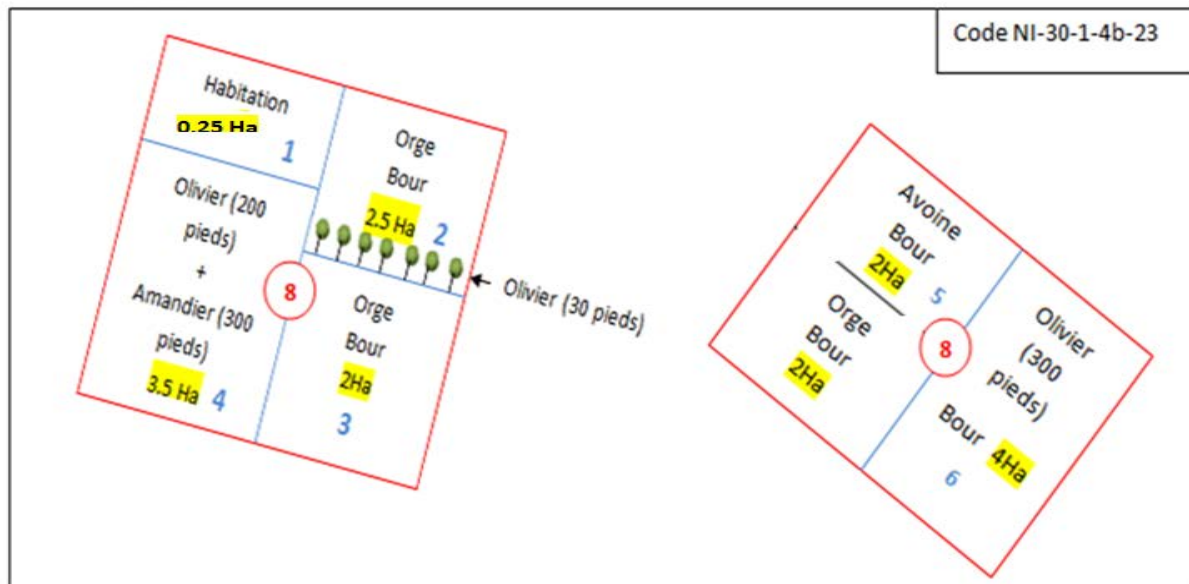 Code NI-30-1-4b-23
Habitation
0.25 Ha
1
Orge
Bour
2.5 Ha
2
Olivier (30 pieds)
Olivier (200
pieds)
+
Amandier (300
pieds)
3.5 Ha
4
8
Orge
Bour
2Ha
3
Avoine
Bour
2Ha
5
Orge
Bour
2Ha
8
Olivier
(300
pieds)
Bour 4Ha
6